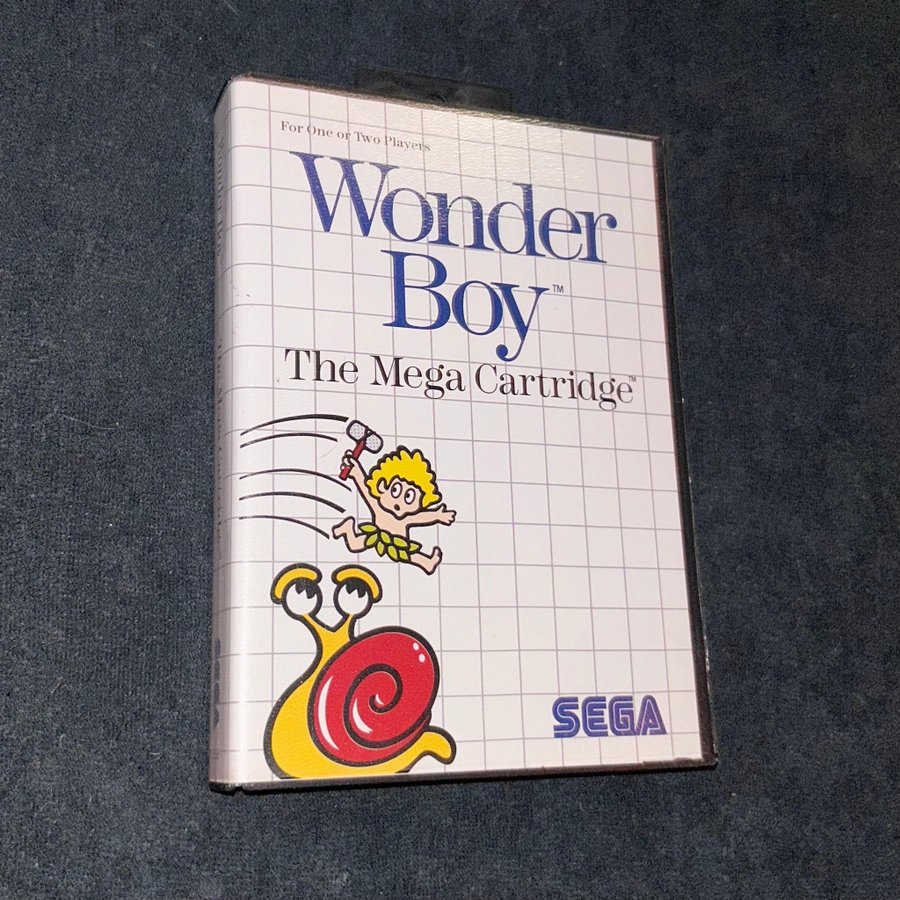 For One or Two Players
Wonder
Boy™
The Mega Cartridge™
SEGA